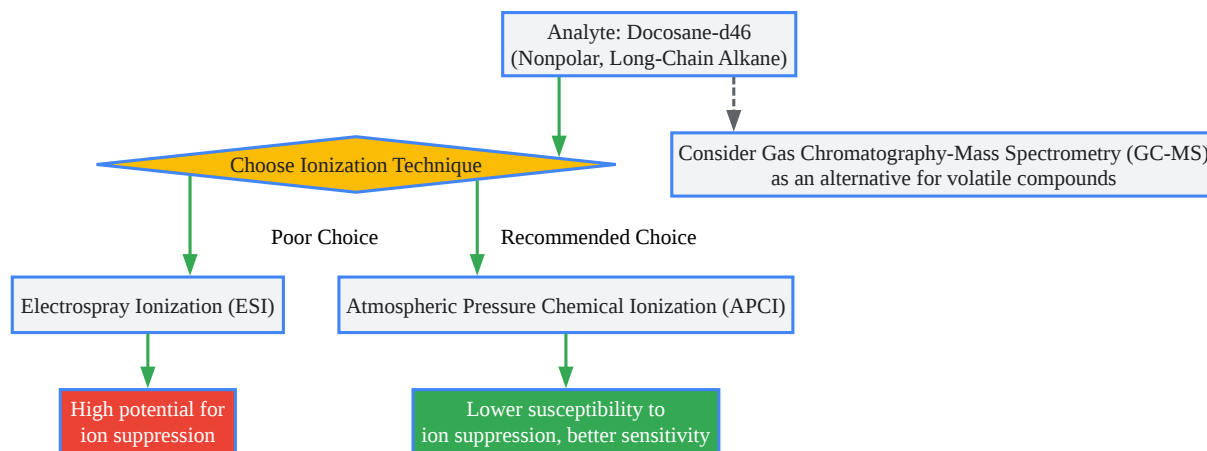 Analyte: Docosane-d46
(Nonpolar, Long-Chain Alkane)
Choose Ionization Technique
Consider Gas Chromatography-Mass Spectrometry (GC-MS)
as an alternative for volatile compounds
Poor Choice
Recommended Choice
Electrospray Ionization (ESI)
Atmospheric Pressure Chemical Ionization (APCI)
High potential for
ion suppression
Lower susceptibility to
ion suppression, better sensitivity